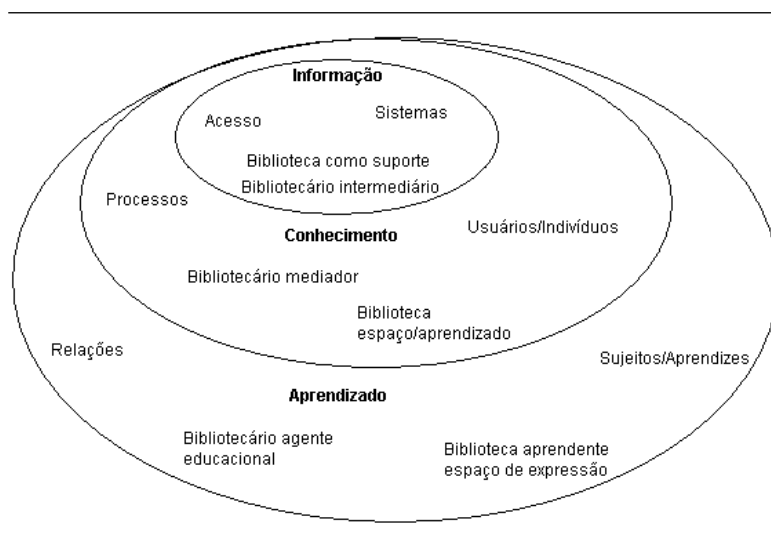 Informação
Acesso
Sistemas
Biblioteca como suporte
Bibliotecário intermediário
Processos
Usuários/Indivíduos
Conhecimento
Bibliotecário mediador
Biblioteca
espaço/aprendizado
Relações
Sujeitos/Aprendizes
Aprendizado
Bibliotecário agente
educacional
Biblioteca aprendente
espaço de expressão